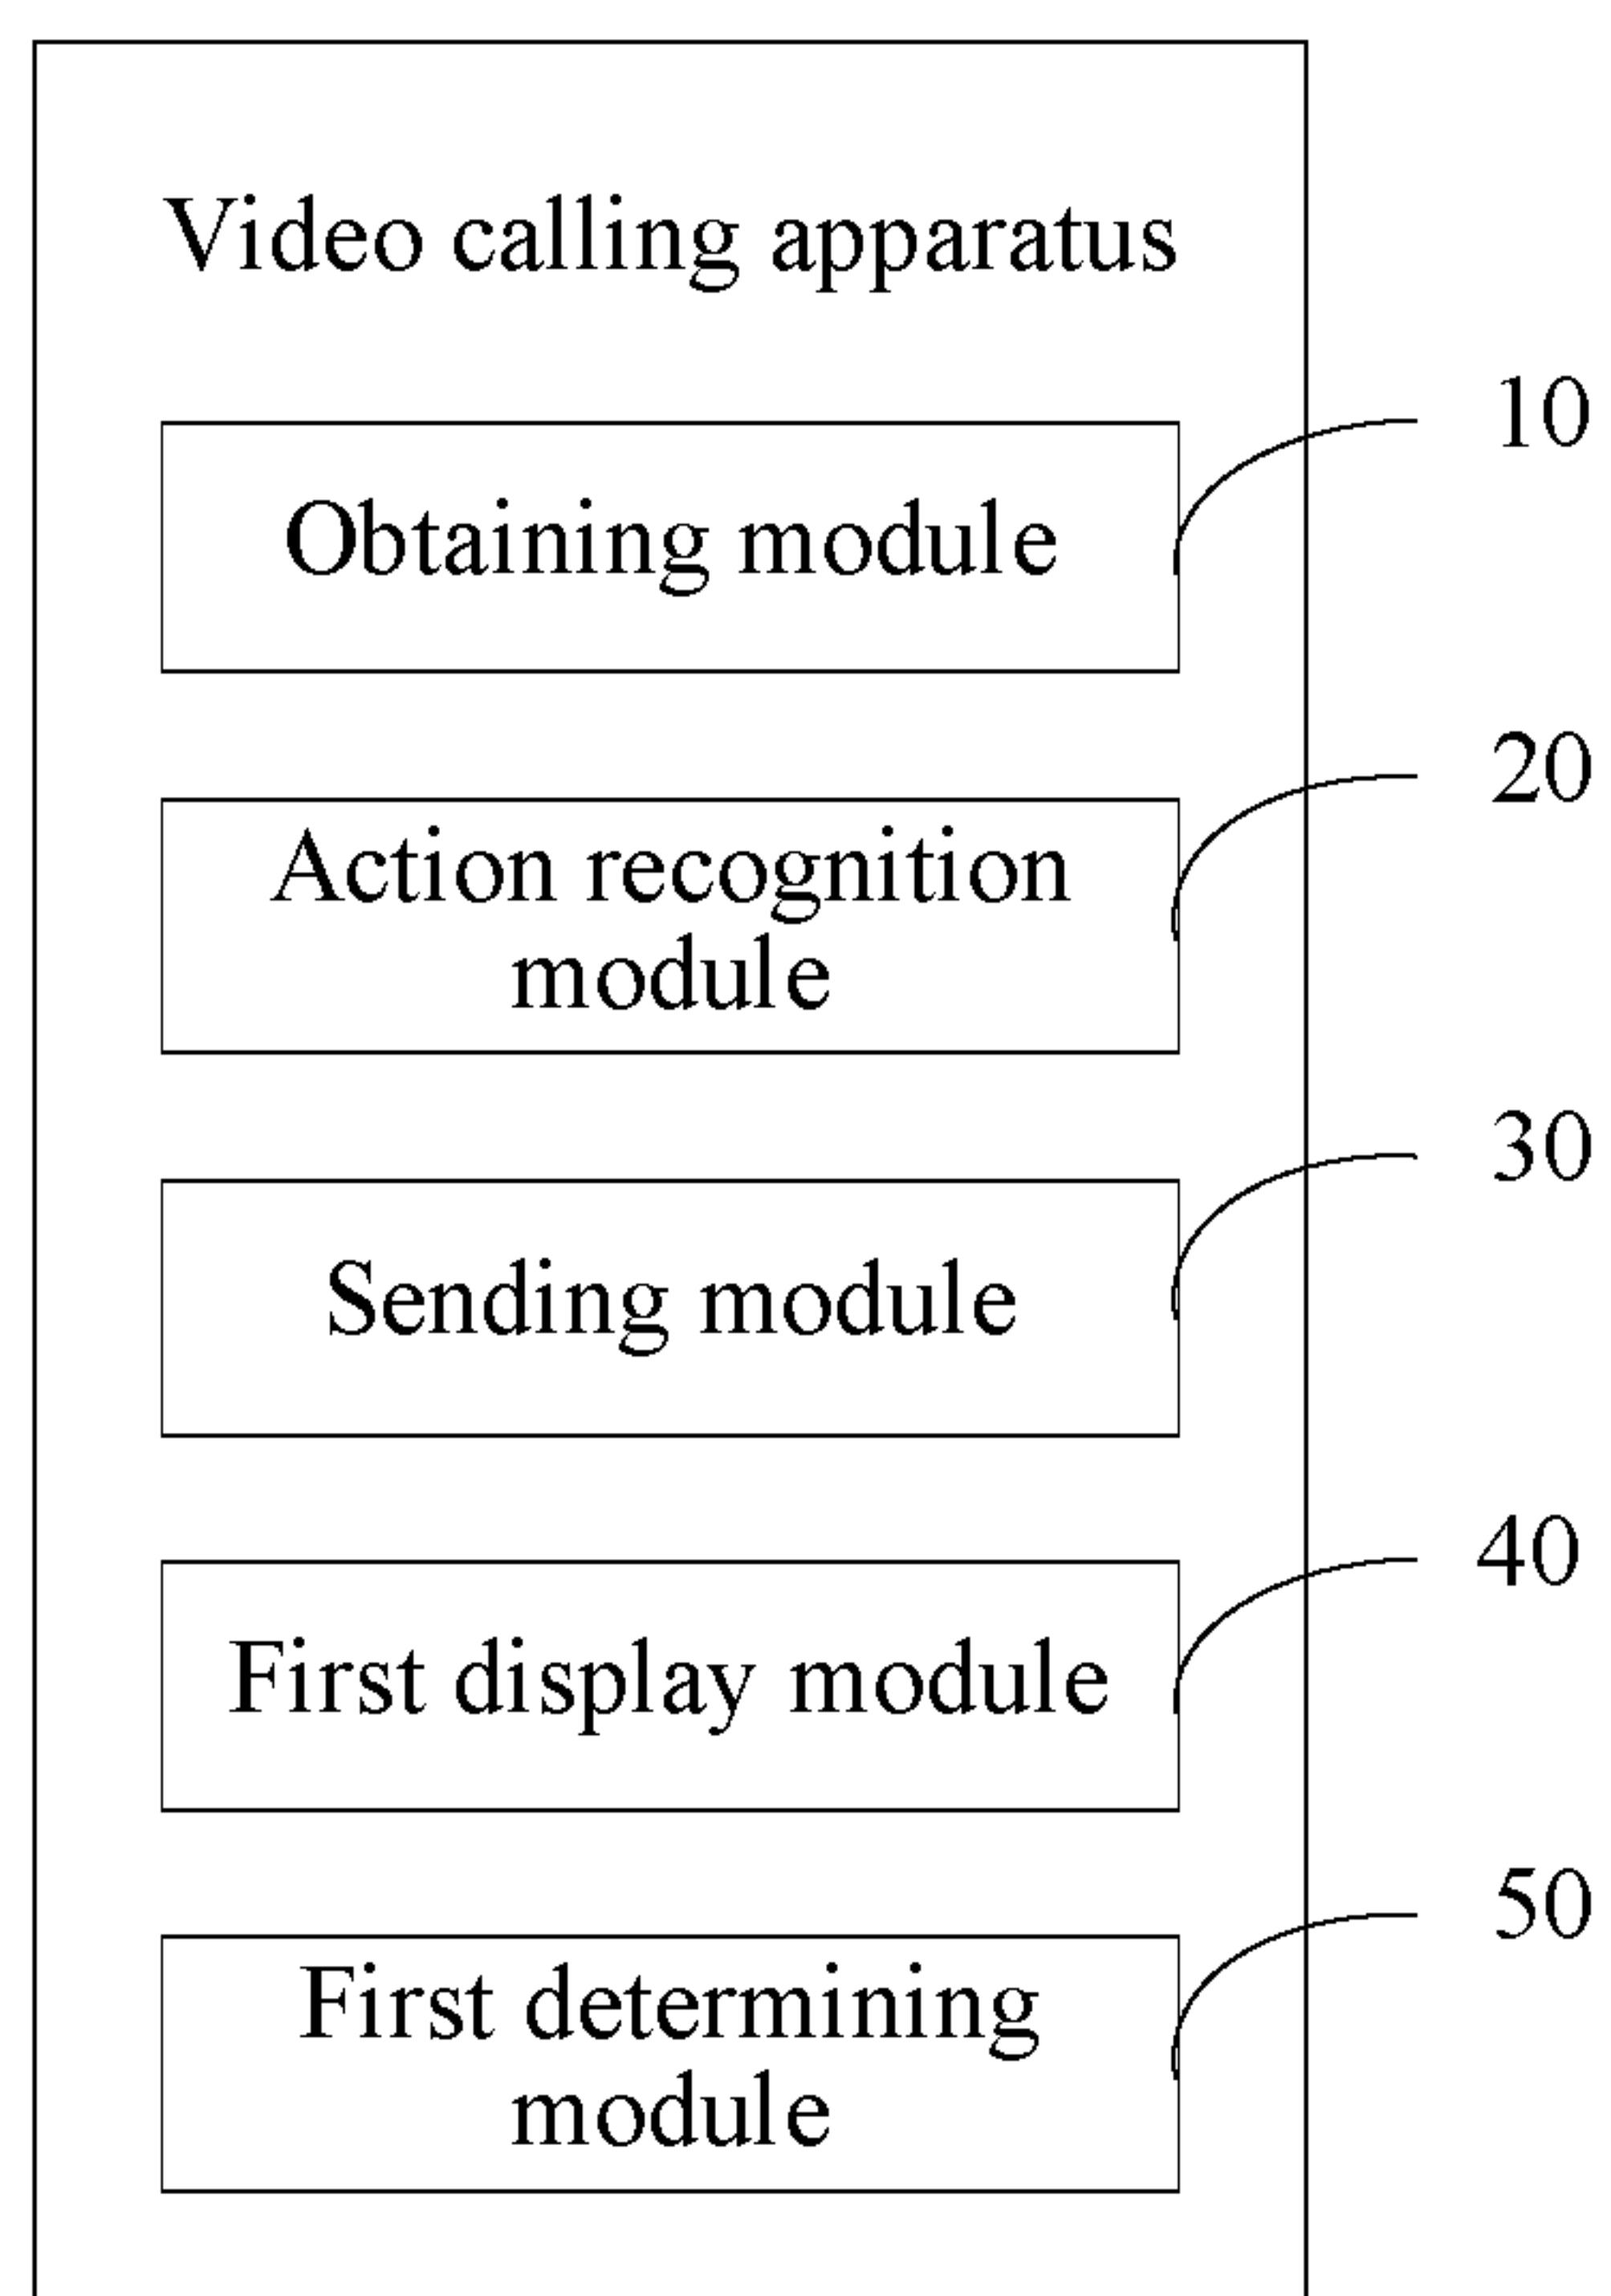 Video calling apparatus
10
Obtaining module
20
Action recognition
module
30
Sending module
40
First display module
50
First determining
module